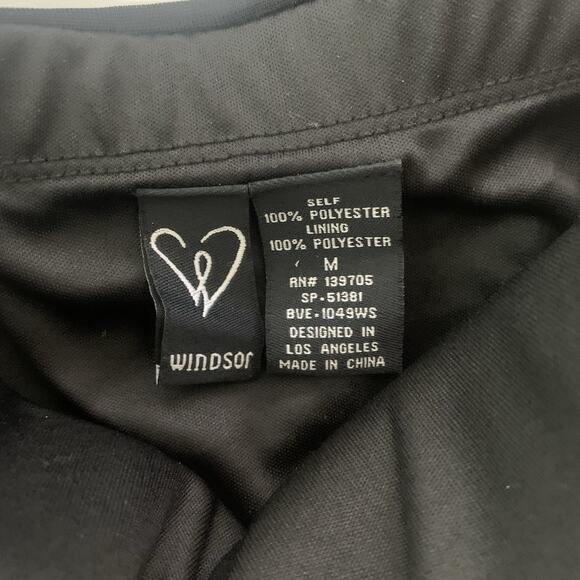 WINDSOR
SELF
100% POLYESTER
LINING
100% POLYESTER
M
RN# 139705
SP-51381
BVE-1049WS
DESIGNED IN
LOS ANGELES
MADE IN CHINA